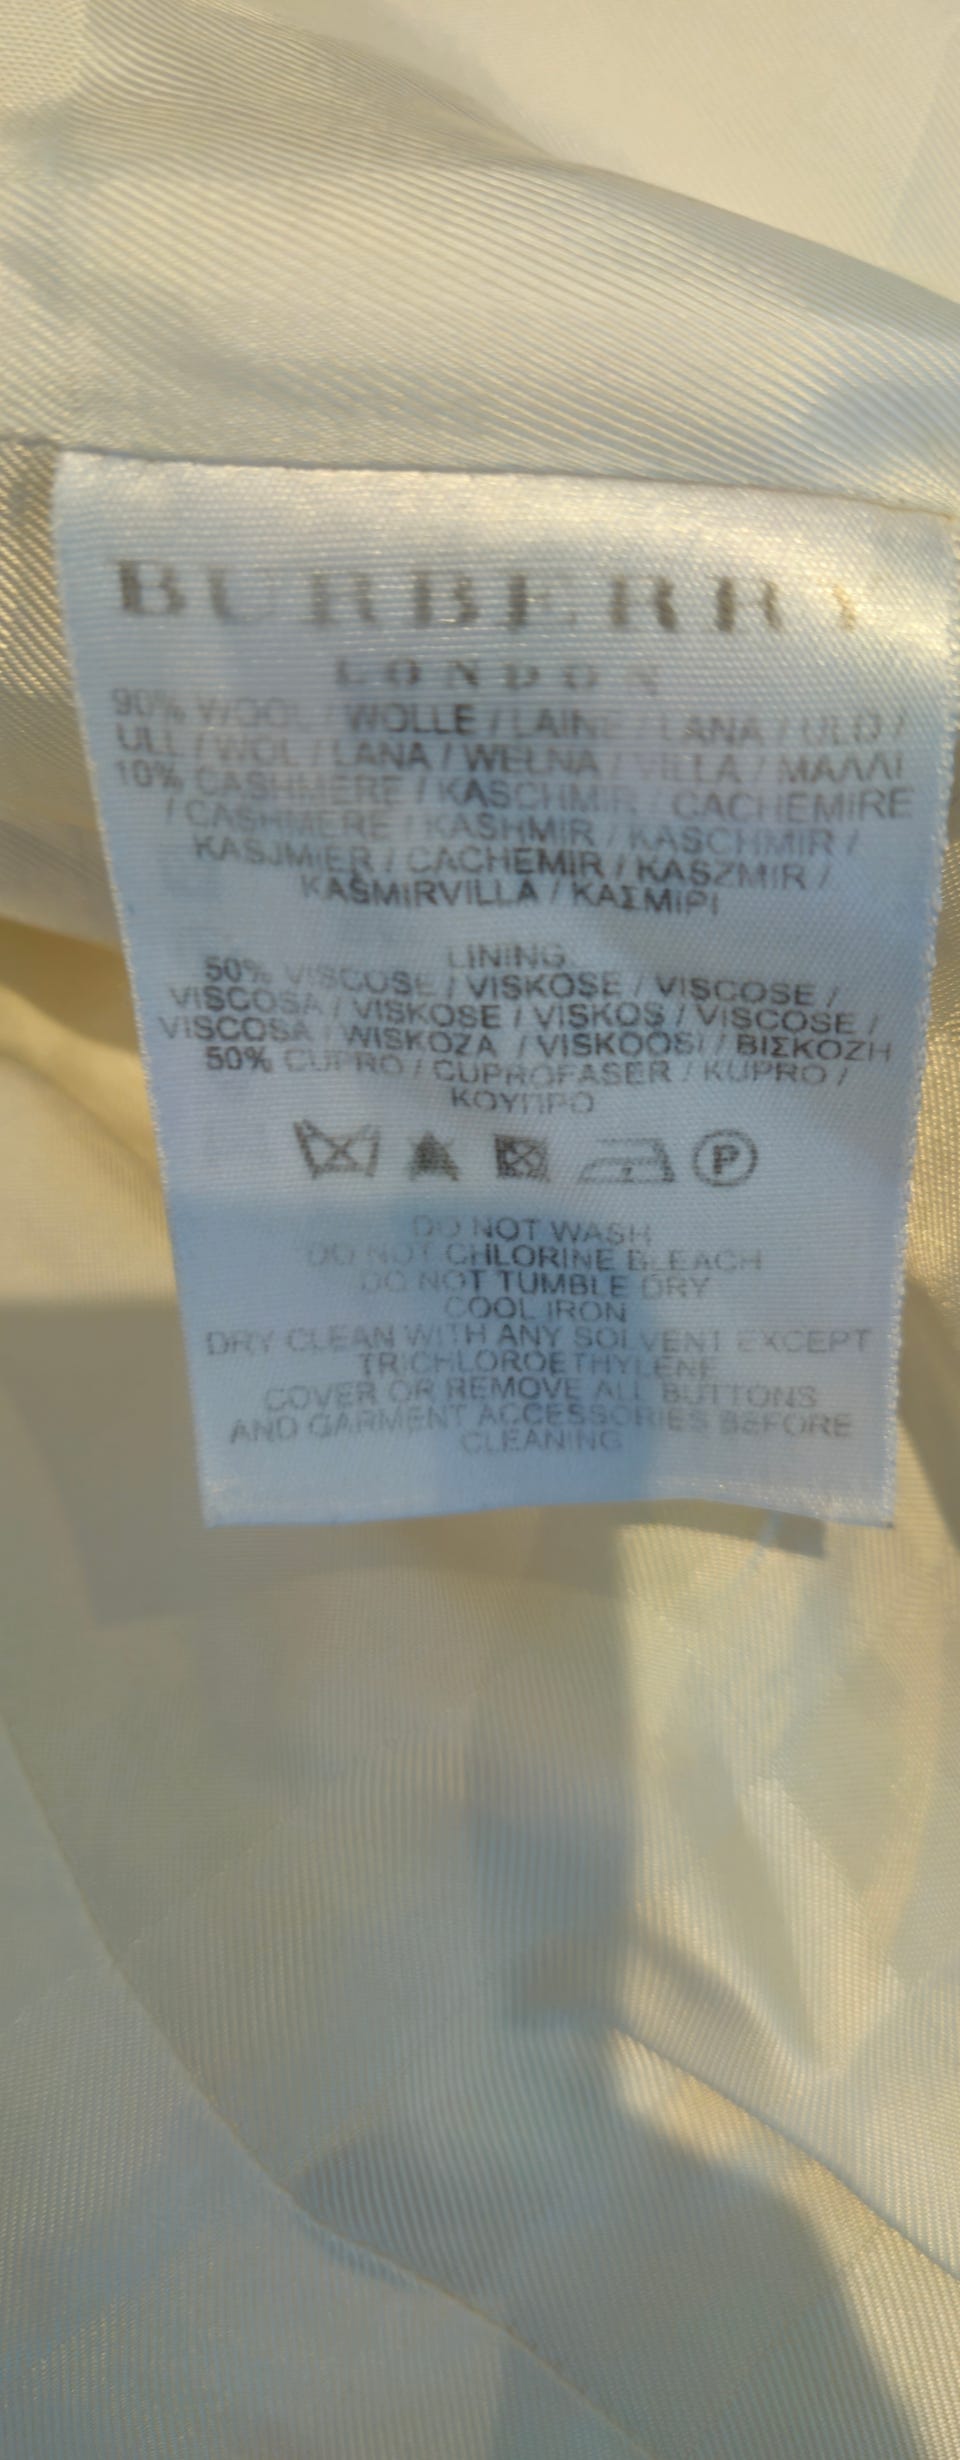 BURBERRY
LONDON
90% WOOL / WOLLE / LAINE / LANA / ULD /
ULL / WOL / LANA / WEŁNA / VILLA / ΜΑΛΛΙ
10% CASHMERE / KASCHMIR / CACHEMIRE
/ CASHMERE / KASHMIR / KASCHMIR /
KASJMIER / CACHEMIR / KASZMIR /
KAŠMIRVILLA / ΚΑΣΜΙΡΙ
LINING:
50% VISCOSE / VISKOSE / VISCOSE /
VISCOSA / VISKOSE / VISKOS / VISCOSE /
VISCOSA / WISKOZA / VISKOOSI / ΒΙΣΚΟΖΗ
50% CUPRO / CUPROFASER / KUPRO /
ΚΟΥΠΡΟ
P
DO NOT WASH
DO NOT CHLORINE BLEACH
DO NOT TUMBLE DRY
COOL IRON
DRY CLEAN WITH ANY SOLVENT EXCEPT
TRICHLOROETHYLENE
COVER OR REMOVE ALL BUTTONS
AND GARMENT ACCESSORIES BEFORE
CLEANING